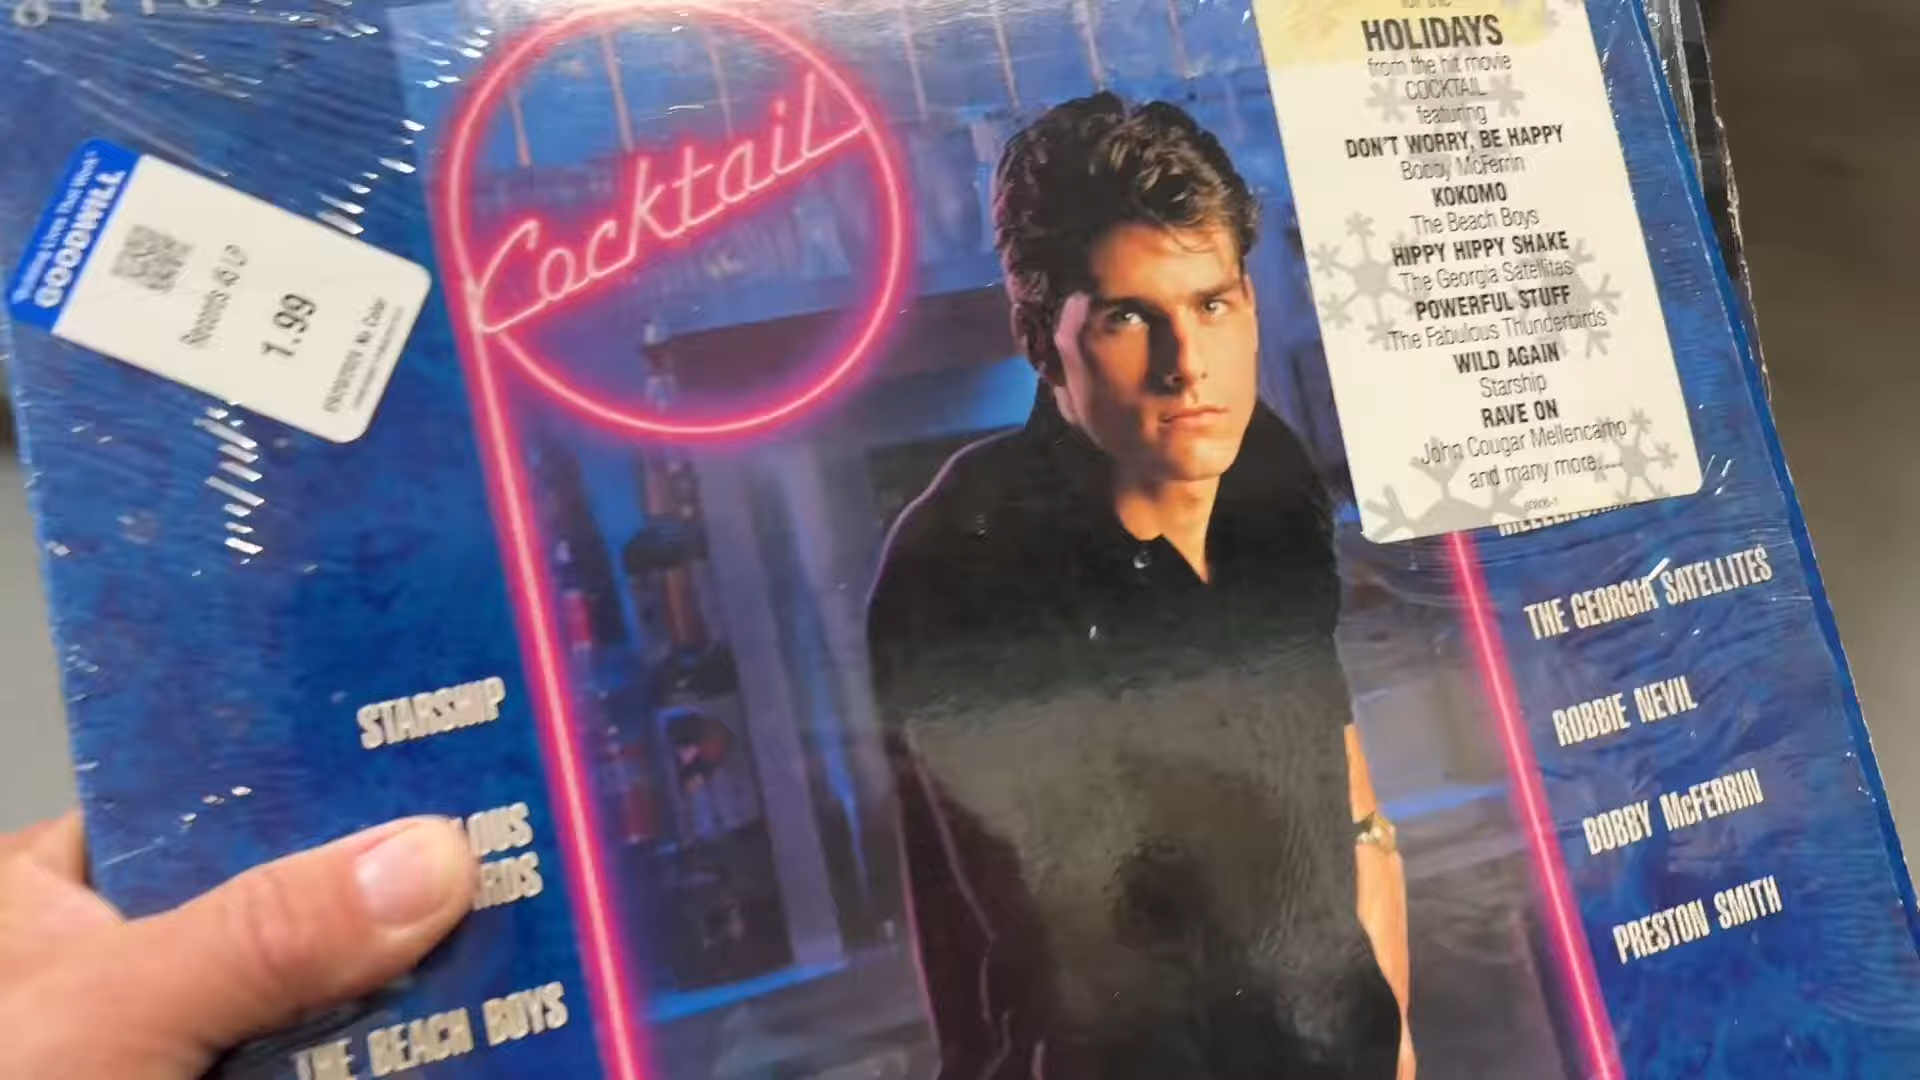 Cocktail
GOODWILL
1.99
for the
HOLIDAYS
from the hit movie
COCKTAIL
featuring
DON'T WORRY, BE HAPPY
Bobby McFerrin
KOKOMO
The Beach Boys
HIPPY HIPPY SHAKE
The Georgia Satellites
POWERFUL STUFF
The Fabulous Thunderbirds
WILD AGAIN
Starship
RAVE ON
John Cougar Mellencamp
and many more....
STARSHIP
THE BEACH BOYS
THE GEORGIA SATELLITES
ROBBIE NEVIL
BOBBY McFERRIN
PRESTON SMITH